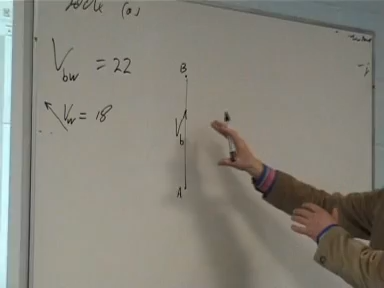 (a)
V_bw = 22
V_w = 18
B
V_b
A